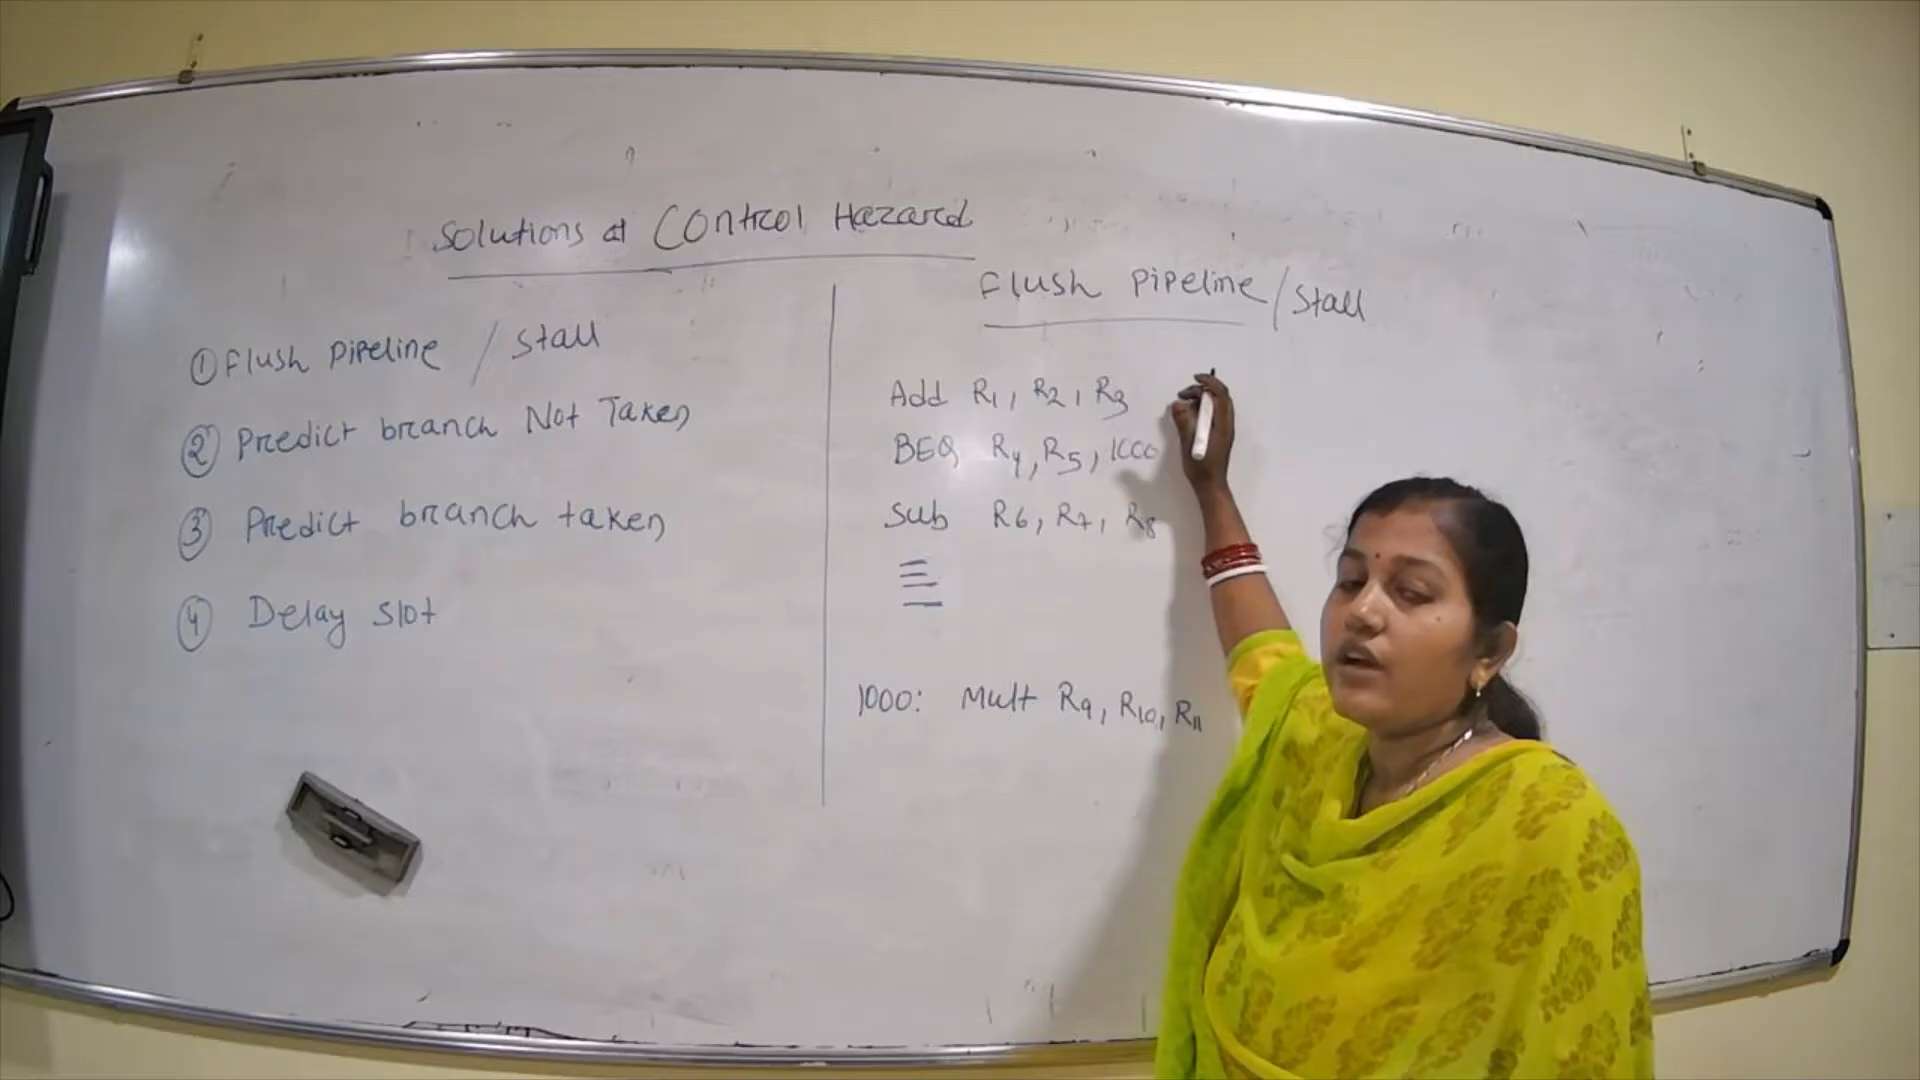 Solutions of Control Hazard
① Flush Pipeline / Stall
② Predict branch Not Taken
③ Predict branch taken
④ Delay slot
Flush Pipeline / Stall
Add R1, R2, R3
BEQ R4, R5, 1000
Sub R6, R7, R8
1000: Mult R9, R10, R11